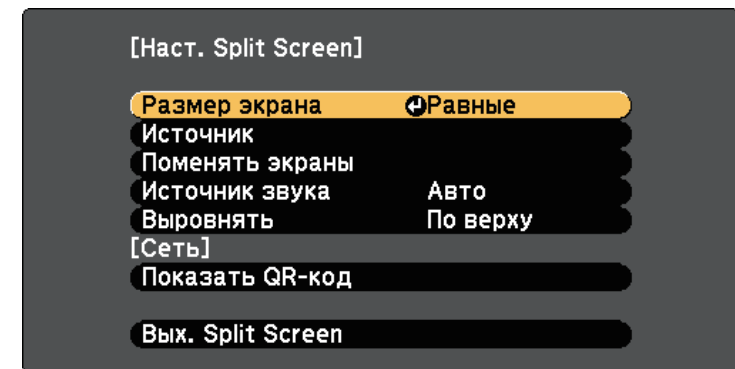 [Наст. Split Screen]
Размер экрана Равные
Источник
Поменять экраны
Источник звука Авто
Выровнять По верху
[Сеть]
Показать QR-код
Вых. Split Screen